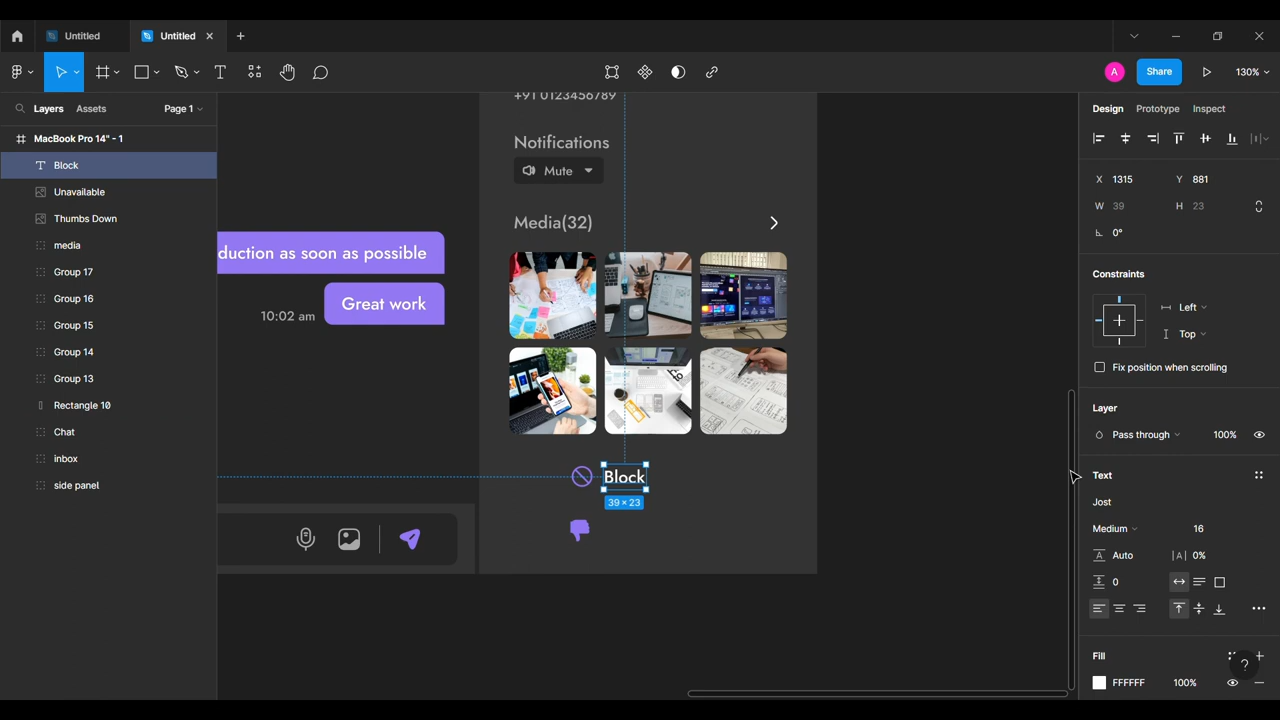 Untitled
Untitled
A
Share
130%
Layers
Assets
Page 1
MacBook Pro 14" - 1
Block
Unavailable
Thumbs Down
media
Group 17
Group 16
Group 15
Group 14
Group 13
Rectangle 10
Chat
inbox
side panel
+91 0123456789
Notifications
Mute
Media(32)
duction as soon as possible
Great work
10:02 am
Block
39 × 23
Design
Prototype
Inspect
X 1315
Y 881
W 39
H 23
0°
Constraints
Left
Top
Fix position when scrolling
Layer
Pass through
100%
Text
Jost
Medium
16
A Auto
|A| 0%
0
Fill
?
FFFFFF
100%